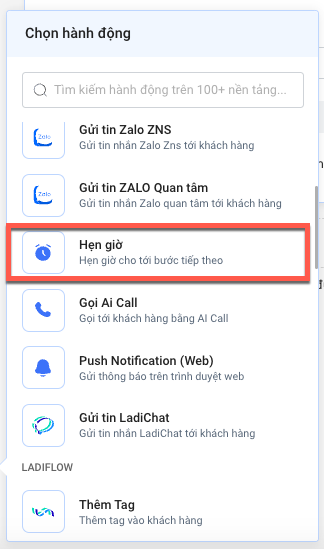 Chọn hành động
Tìm kiếm hành động trên 100+ nền tảng...
Zalo
Gửi tin Zalo ZNS
Gửi tin nhắn Zalo Zns tới khách hàng
Zalo
Gửi tin ZALO Quan tâm
Gửi tin nhắn Zalo quan tâm tới khách hàng
Hẹn giờ
Hẹn giờ cho tới bước tiếp theo
Gọi Ai Call
Gọi tới khách hàng bằng AI Call
Push Notification (Web)
Gửi thông báo trên trình duyệt web
Gửi tin LadiChat
Gửi tin nhắn LadiChat tới khách hàng
LADIFLOW
Thêm Tag
Thêm tag vào khách hàng